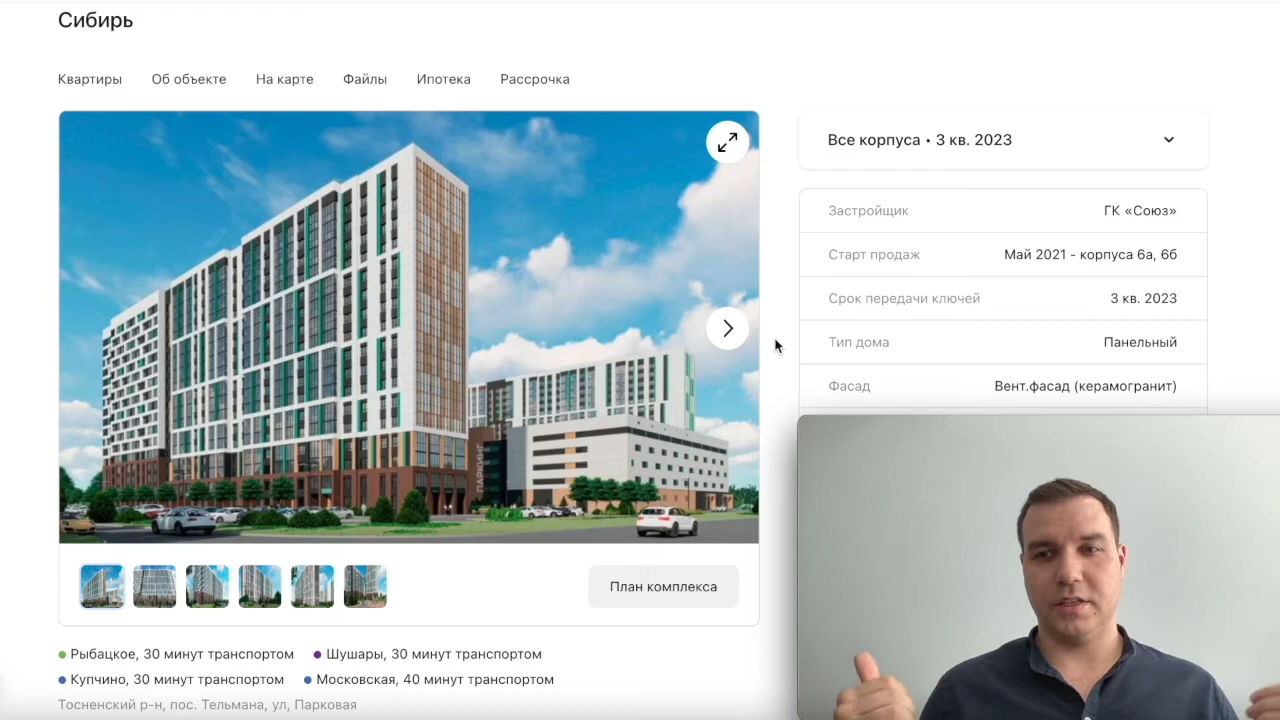 Сибирь
Квартиры Об объекте На карте Файлы Ипотека Рассрочка
Все корпуса • 3 кв. 2023
Застройщик ГК «Союз»
Старт продаж Май 2021 - корпуса 6а, 6б
Срок передачи ключей 3 кв. 2023
Тип дома Панельный
Фасад Вент.фасад (керамогранит)
ПАРКИНГ
План комплекса
Рыбацкое, 30 минут транспортом Шушары, 30 минут транспортом
Купчино, 30 минут транспортом Московская, 40 минут транспортом
Тосненский р-н, пос. Тельмана, ул, Парковая